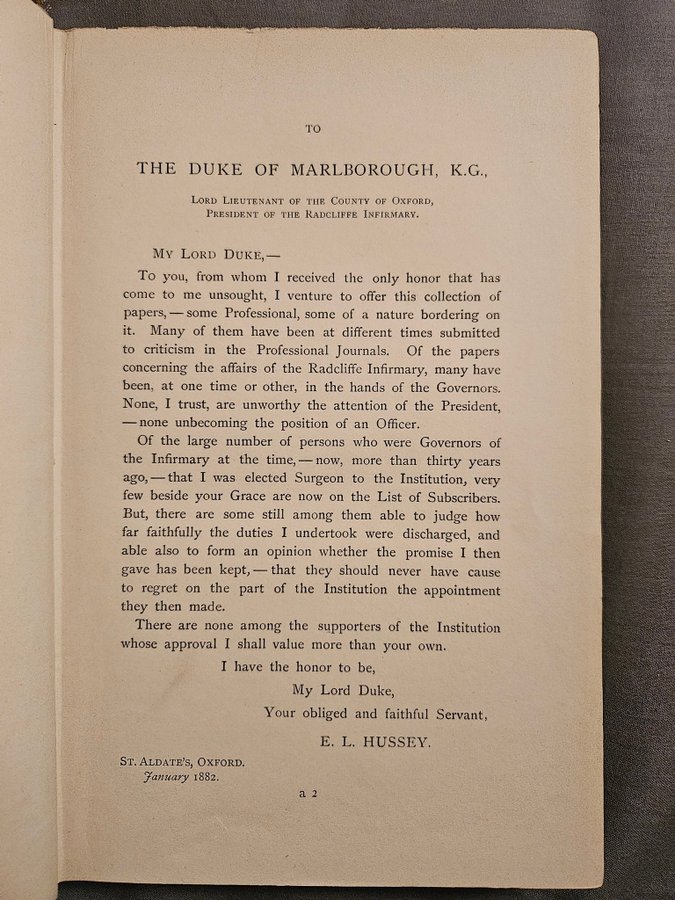 TO
THE DUKE OF MARLBOROUGH, K.G.,
LORD LIEUTENANT OF THE COUNTY OF OXFORD,
PRESIDENT OF THE RADCLIFFE INFIRMARY.
MY LORD DUKE,—
To you, from whom I received the only honor that has
come to me unsought, I venture to offer this collection of
papers,—some Professional, some of a nature bordering on
it. Many of them have been at different times submitted
to criticism in the Professional Journals. Of the papers
concerning the affairs of the Radcliffe Infirmary, many have
been, at one time or other, in the hands of the Governors.
None, I trust, are unworthy the attention of the President,
—none unbecoming the position of an Officer.
Of the large number of persons who were Governors of
the Infirmary at the time,—now, more than thirty years
ago,—that I was elected Surgeon to the Institution, very
few beside your Grace are now on the List of Subscribers.
But, there are some still among them able to judge how
far faithfully the duties I undertook were discharged, and
able also to form an opinion whether the promise I then
gave has been kept,—that they should never have cause
to regret on the part of the Institution the appointment
they then made.
There are none among the supporters of the Institution
whose approval I shall value more than your own.
I have the honor to be,
My Lord Duke,
Your obliged and faithful Servant,
E. L. HUSSEY.
ST. ALDATE'S, OXFORD.
January 1882.
a 2